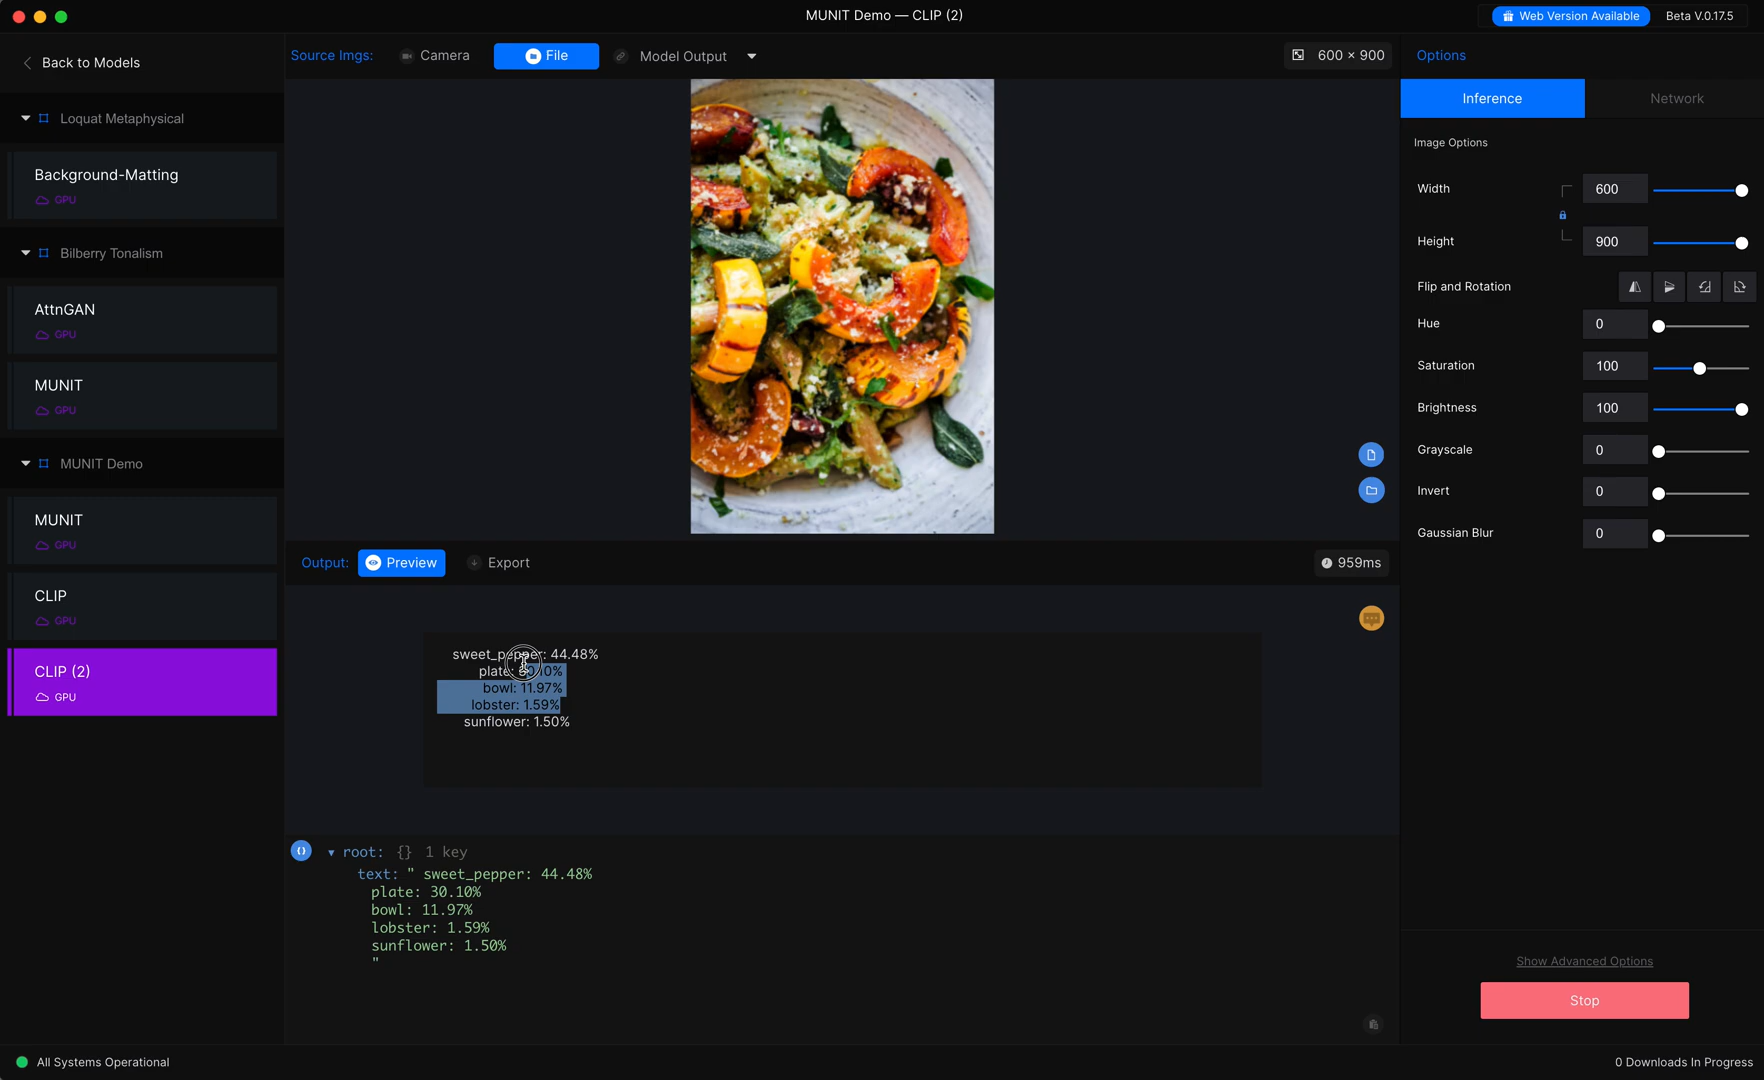 MUNIT Demo — CLIP (2)
Web Version Available
Beta V.0.17.5
Back to Models
Loquat Metaphysical
Background-Matting
GPU
Bilberry Tonalism
AttnGAN
GPU
MUNIT
GPU
MUNIT Demo
MUNIT
GPU
CLIP
GPU
CLIP (2)
GPU
Source Imgs:
Camera
File
Model Output
600 × 900
Output:
Preview
Export
959ms
sweet_pepper: 44.48%
plate: 30.10%
bowl: 11.97%
lobster: 1.59%
sunflower: 1.50%
root: {} 1 key
text: " sweet_pepper: 44.48%
plate: 30.10%
bowl: 11.97%
lobster: 1.59%
sunflower: 1.50%
"
Options
Inference
Network
Image Options
Width
600
Height
900
Flip and Rotation
Hue
0
Saturation
100
Brightness
100
Grayscale
0
Invert
0
Gaussian Blur
0
Show Advanced Options
Stop
All Systems Operational
0 Downloads In Progress